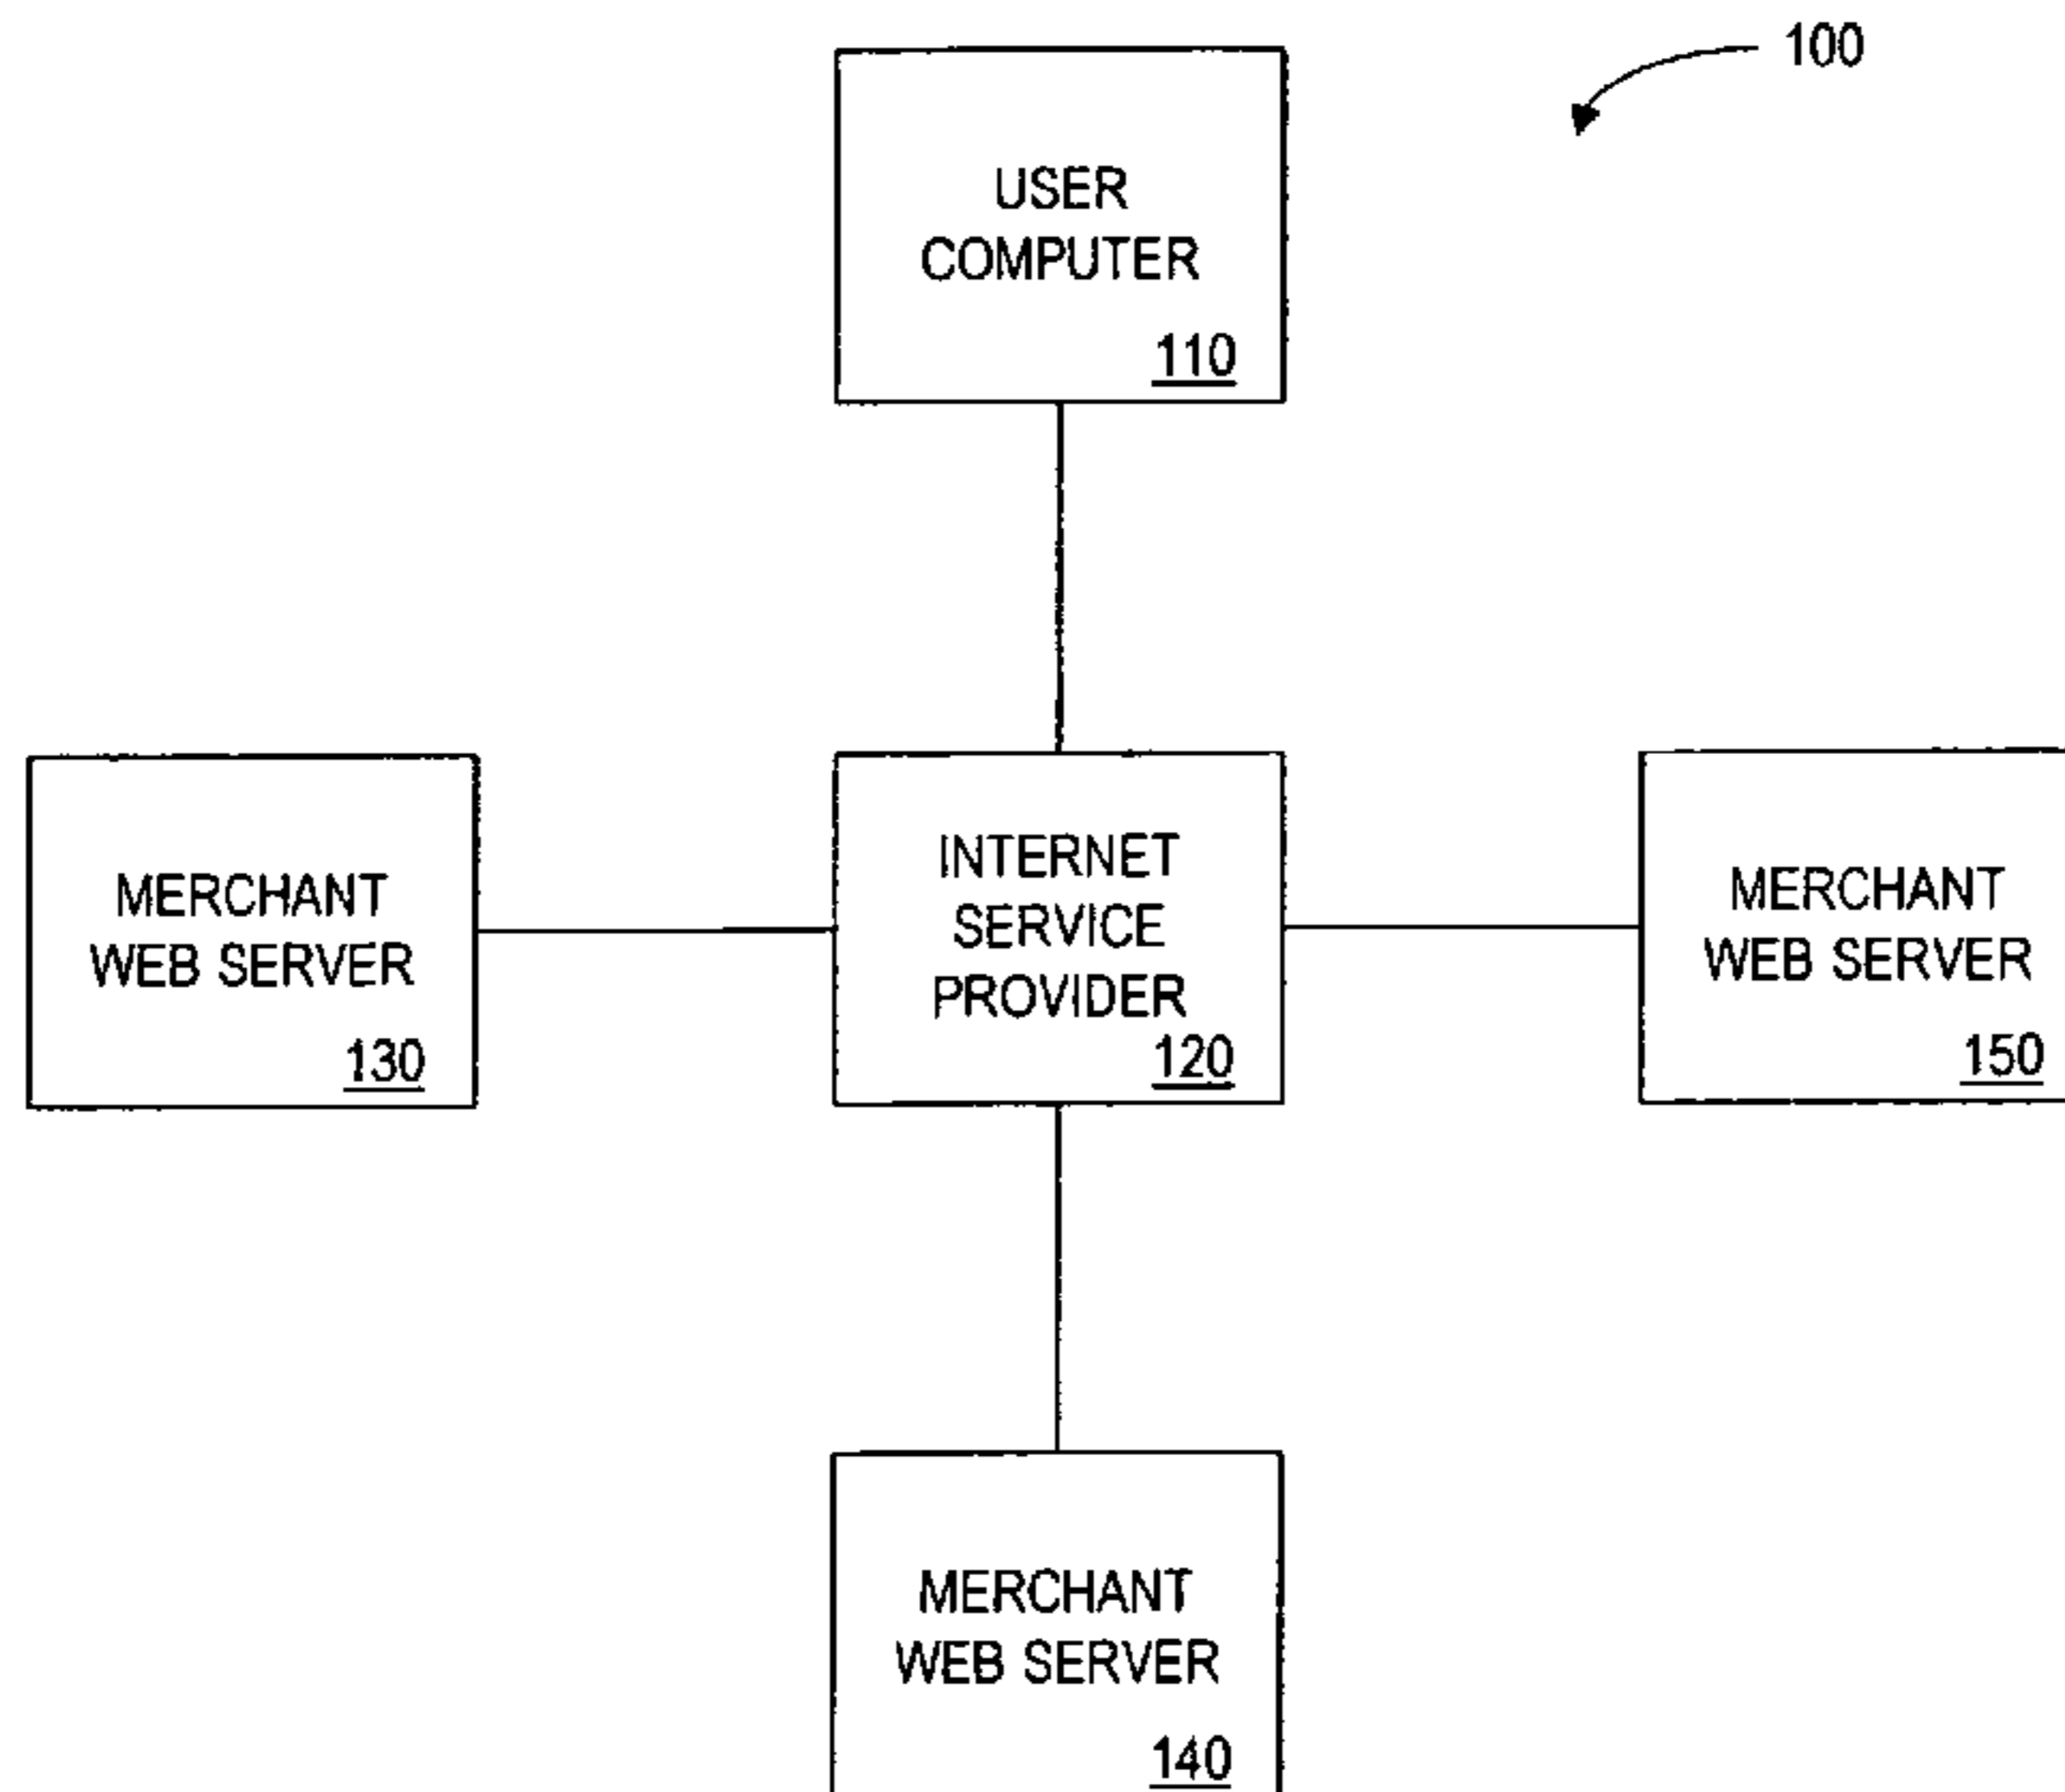 100
USER
COMPUTER
110
MERCHANT
WEB SERVER
130
INTERNET
SERVICE
PROVIDER
120
MERCHANT
WEB SERVER
150
MERCHANT
WEB SERVER
140